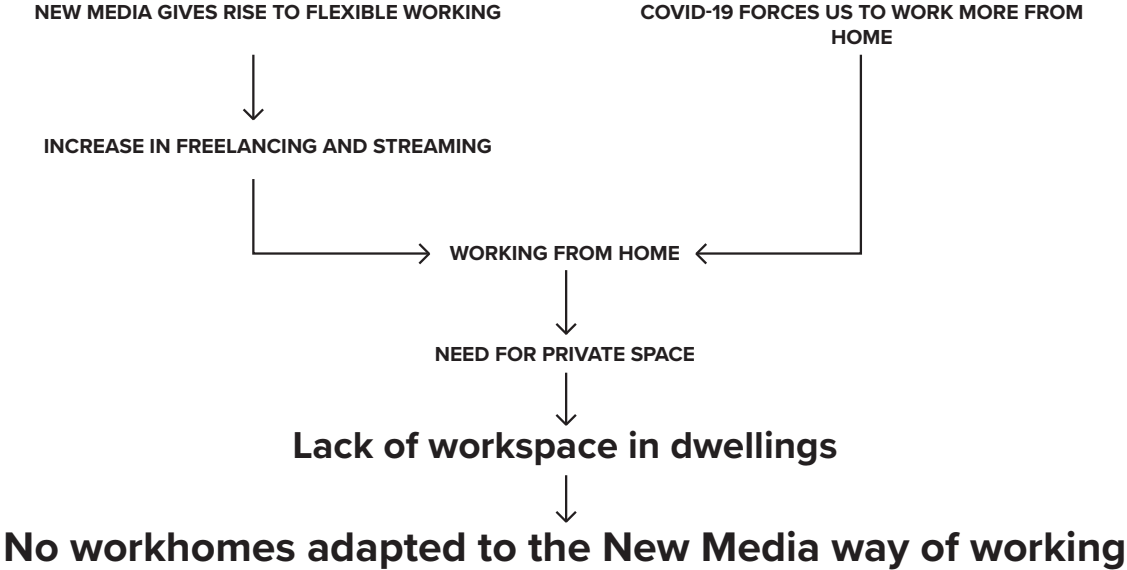 NEW MEDIA GIVES RISE TO FLEXIBLE WORKING
COVID-19 FORCES US TO WORK MORE FROM
HOME
INCREASE IN FREELANCING AND STREAMING
WORKING FROM HOME
NEED FOR PRIVATE SPACE
Lack of workspace in dwellings
No workhomes adapted to the New Media way of working